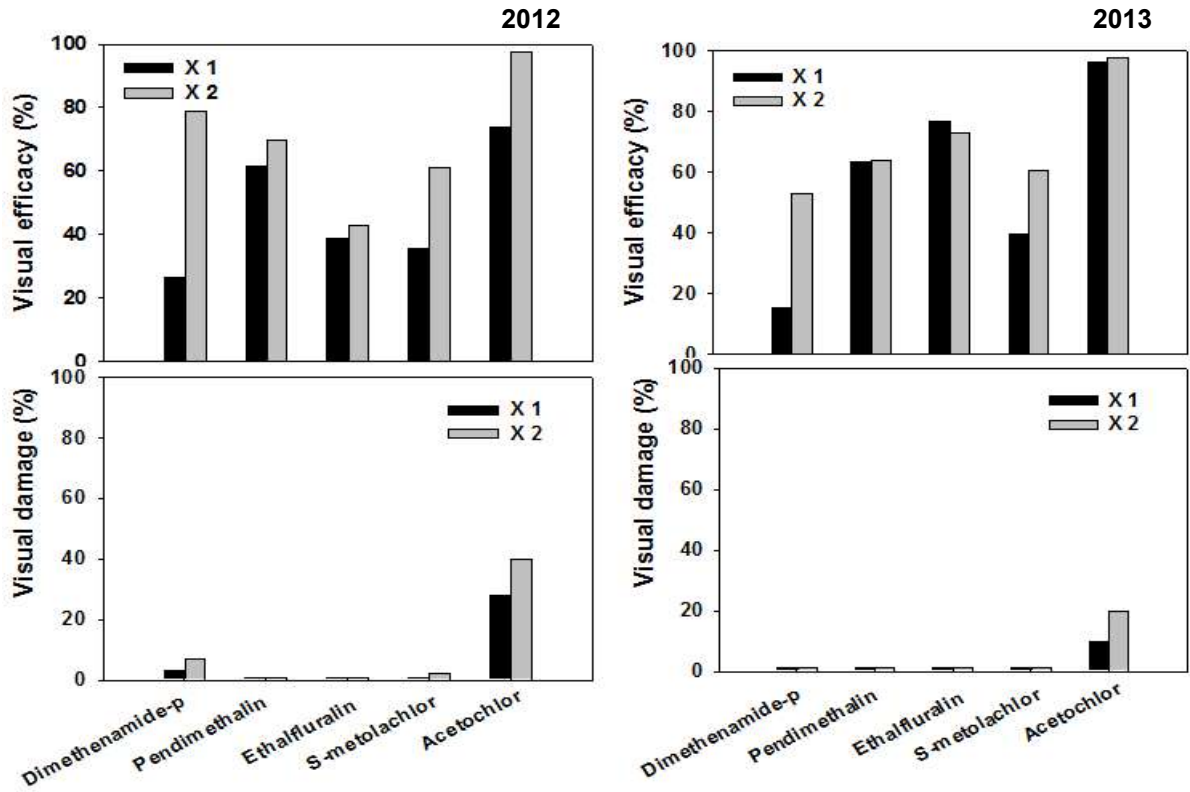 2012
100
80
60
40
20
0
Visual efficacy (%)
X 1
X 2
2013
100
80
60
40
20
0
Visual efficacy (%)
X 1
X 2
100
80
60
40
20
0
Visual damage (%)
X 1
X 2
Dimethenamide-p
Pendimethalin
Ethalfluralin
S-metolachlor
Acetochlor
100
80
60
40
20
0
Visual damage (%)
X 1
X 2
Dimethenamide-p
Pendimethalin
Ethalfluralin
S-metolachlor
Acetochlor